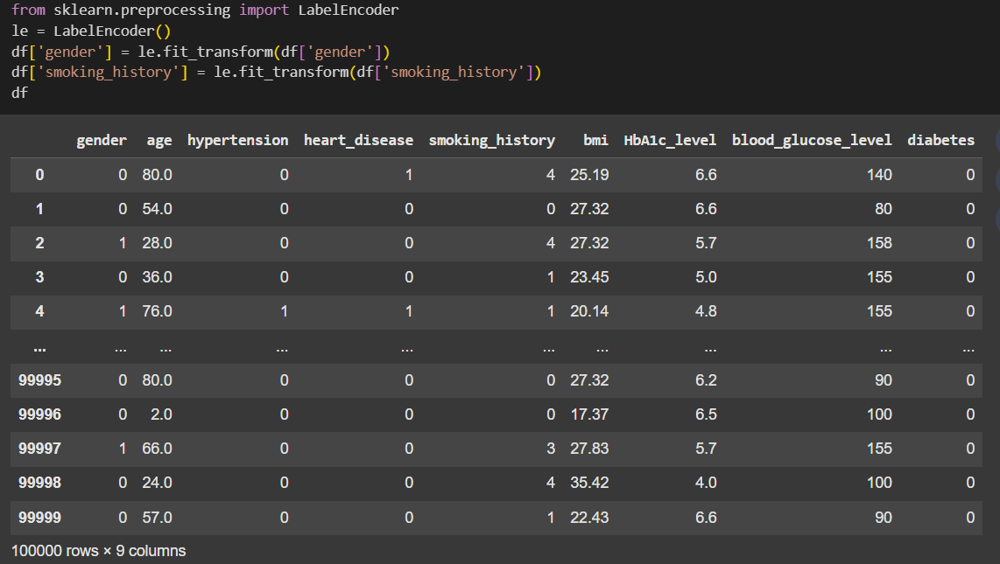 from sklearn.preprocessing import LabelEncoder
le = LabelEncoder()
df['gender'] = le.fit_transform(df['gender'])
df['smoking_history'] = le.fit_transform(df['smoking_history'])
df
gender age hypertension heart_disease smoking_history bmi HbA1c_level blood_glucose_level diabetes
0 0 80.0 0 1 4 25.19 6.6 140 0
1 0 54.0 0 0 0 27.32 6.6 80 0
2 1 28.0 0 0 4 27.32 5.7 158 0
3 0 36.0 0 0 1 23.45 5.0 155 0
4 1 76.0 1 1 1 20.14 4.8 155 0
... ... ... ... ... ... ... ... ... ...
99995 0 80.0 0 0 0 27.32 6.2 90 0
99996 0 2.0 0 0 0 17.37 6.5 100 0
99997 1 66.0 0 0 3 27.83 5.7 155 0
99998 0 24.0 0 0 4 35.42 4.0 100 0
99999 0 57.0 0 0 1 22.43 6.6 90 0
100000 rows × 9 columns